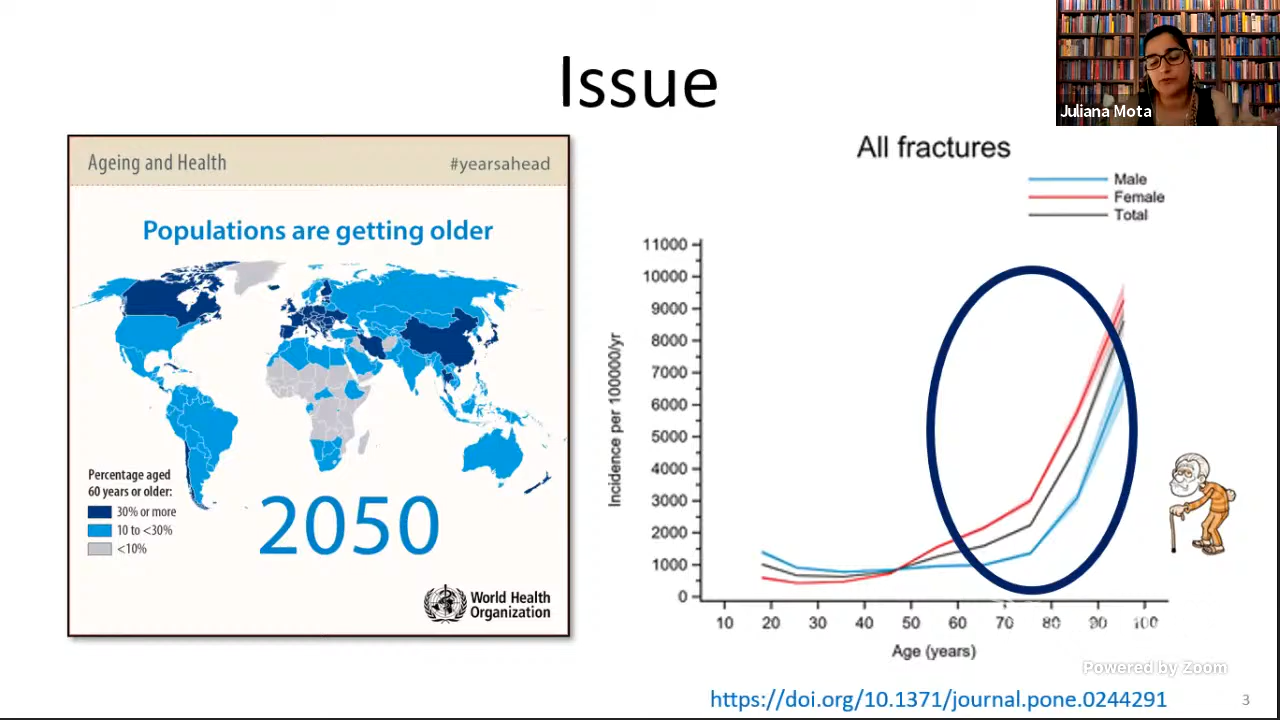 Issue
Juliana Mota
Ageing and Health
#yearsahead
Populations are getting older
Percentage aged
60 years or older:
30% or more
10 to <30%
<10%
2050
World Health
Organization
All fractures
Male
Female
Total
11000
10000
9000
8000
7000
6000
5000
4000
3000
2000
1000
0
Incidence per 100000/yr
10 20 30 40 50 60 70 80 90 100
Age (years)
Powered by Zoom
https://doi.org/10.1371/journal.pone.0244291
3